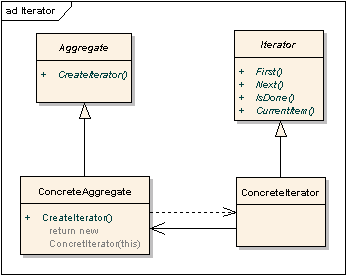 ad Iterator
Aggregate
+ CreateIterator()
Iterator
+ First()
+ Next()
+ IsDone()
+ CurrentItem()
ConcreteAggregate
+ CreateIterator()
return new
ConcretIterator(this)
ConcreteIterator